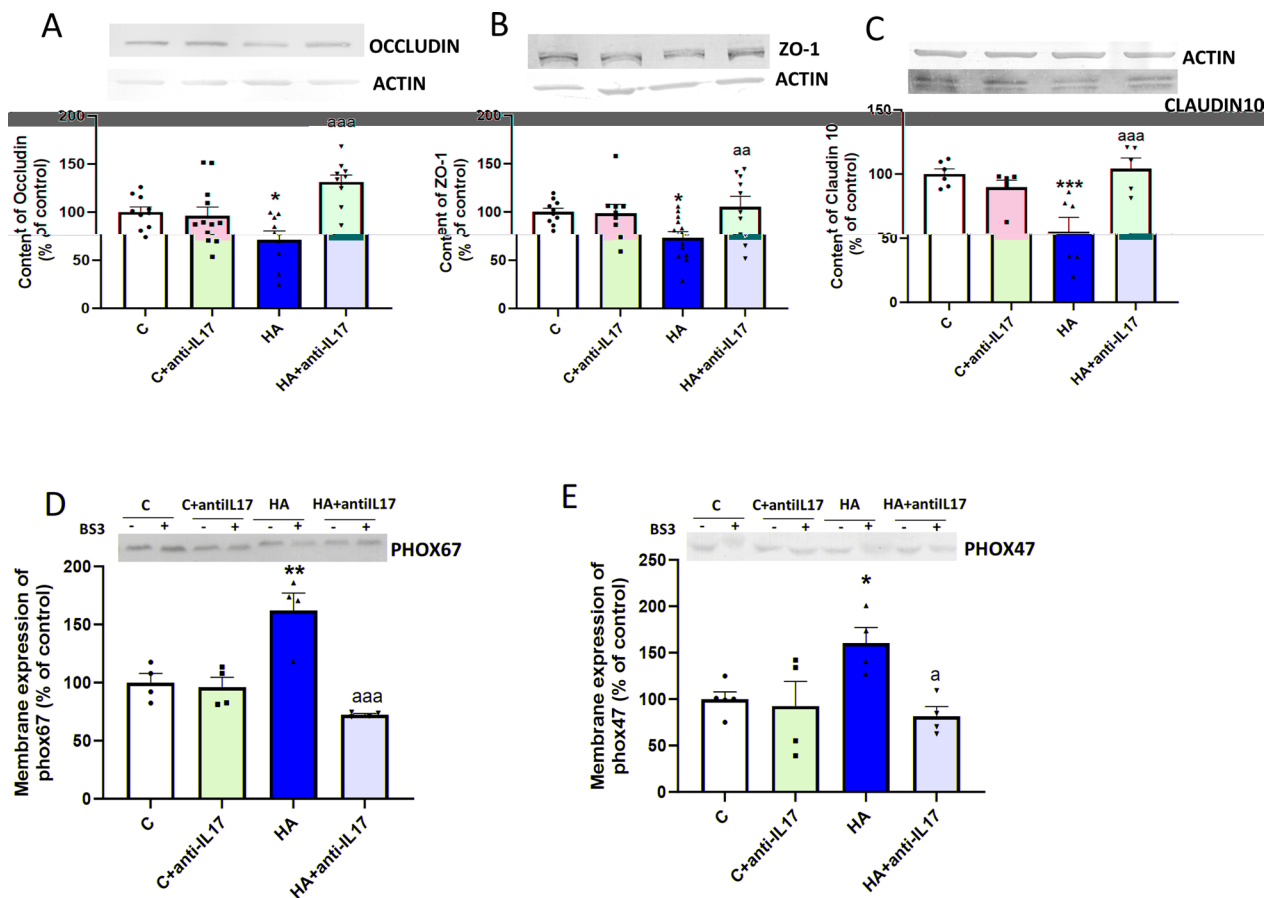 A
OCCLUDIN
ACTIN
200
aaa
150
*
100
50
0
Content of Occludin
(% of control)
C
C+anti-IL17
HA
HA+anti-IL17
B
ZO-1
ACTIN
200
aa
150
*
100
50
0
Content of ZO-1
(% of control)
C
C+anti-IL17
HA
HA+anti-IL17
C
ACTIN
CLAUDIN10
150
aaa
***
100
50
0
Content of Claudin 10
(% of control)
C
C+anti-IL17
HA
HA+anti-IL17
D
C C+antiIL17 HA HA+antiIL17
BS3 - + - + - + - +
PHOX67
200
**
150
100
aaa
50
0
Membrane expression of
phox67 (% of control)
C
C+anti-IL17
HA
HA+anti-IL17
E
C C+antiIL17 HA HA+antiIL17
BS3 - + - + - + - +
PHOX47
250
*
200
150
a
100
50
0
Membrane expression of
phox47 (% of control)
C
C+anti-IL17
HA
HA+anti-IL17